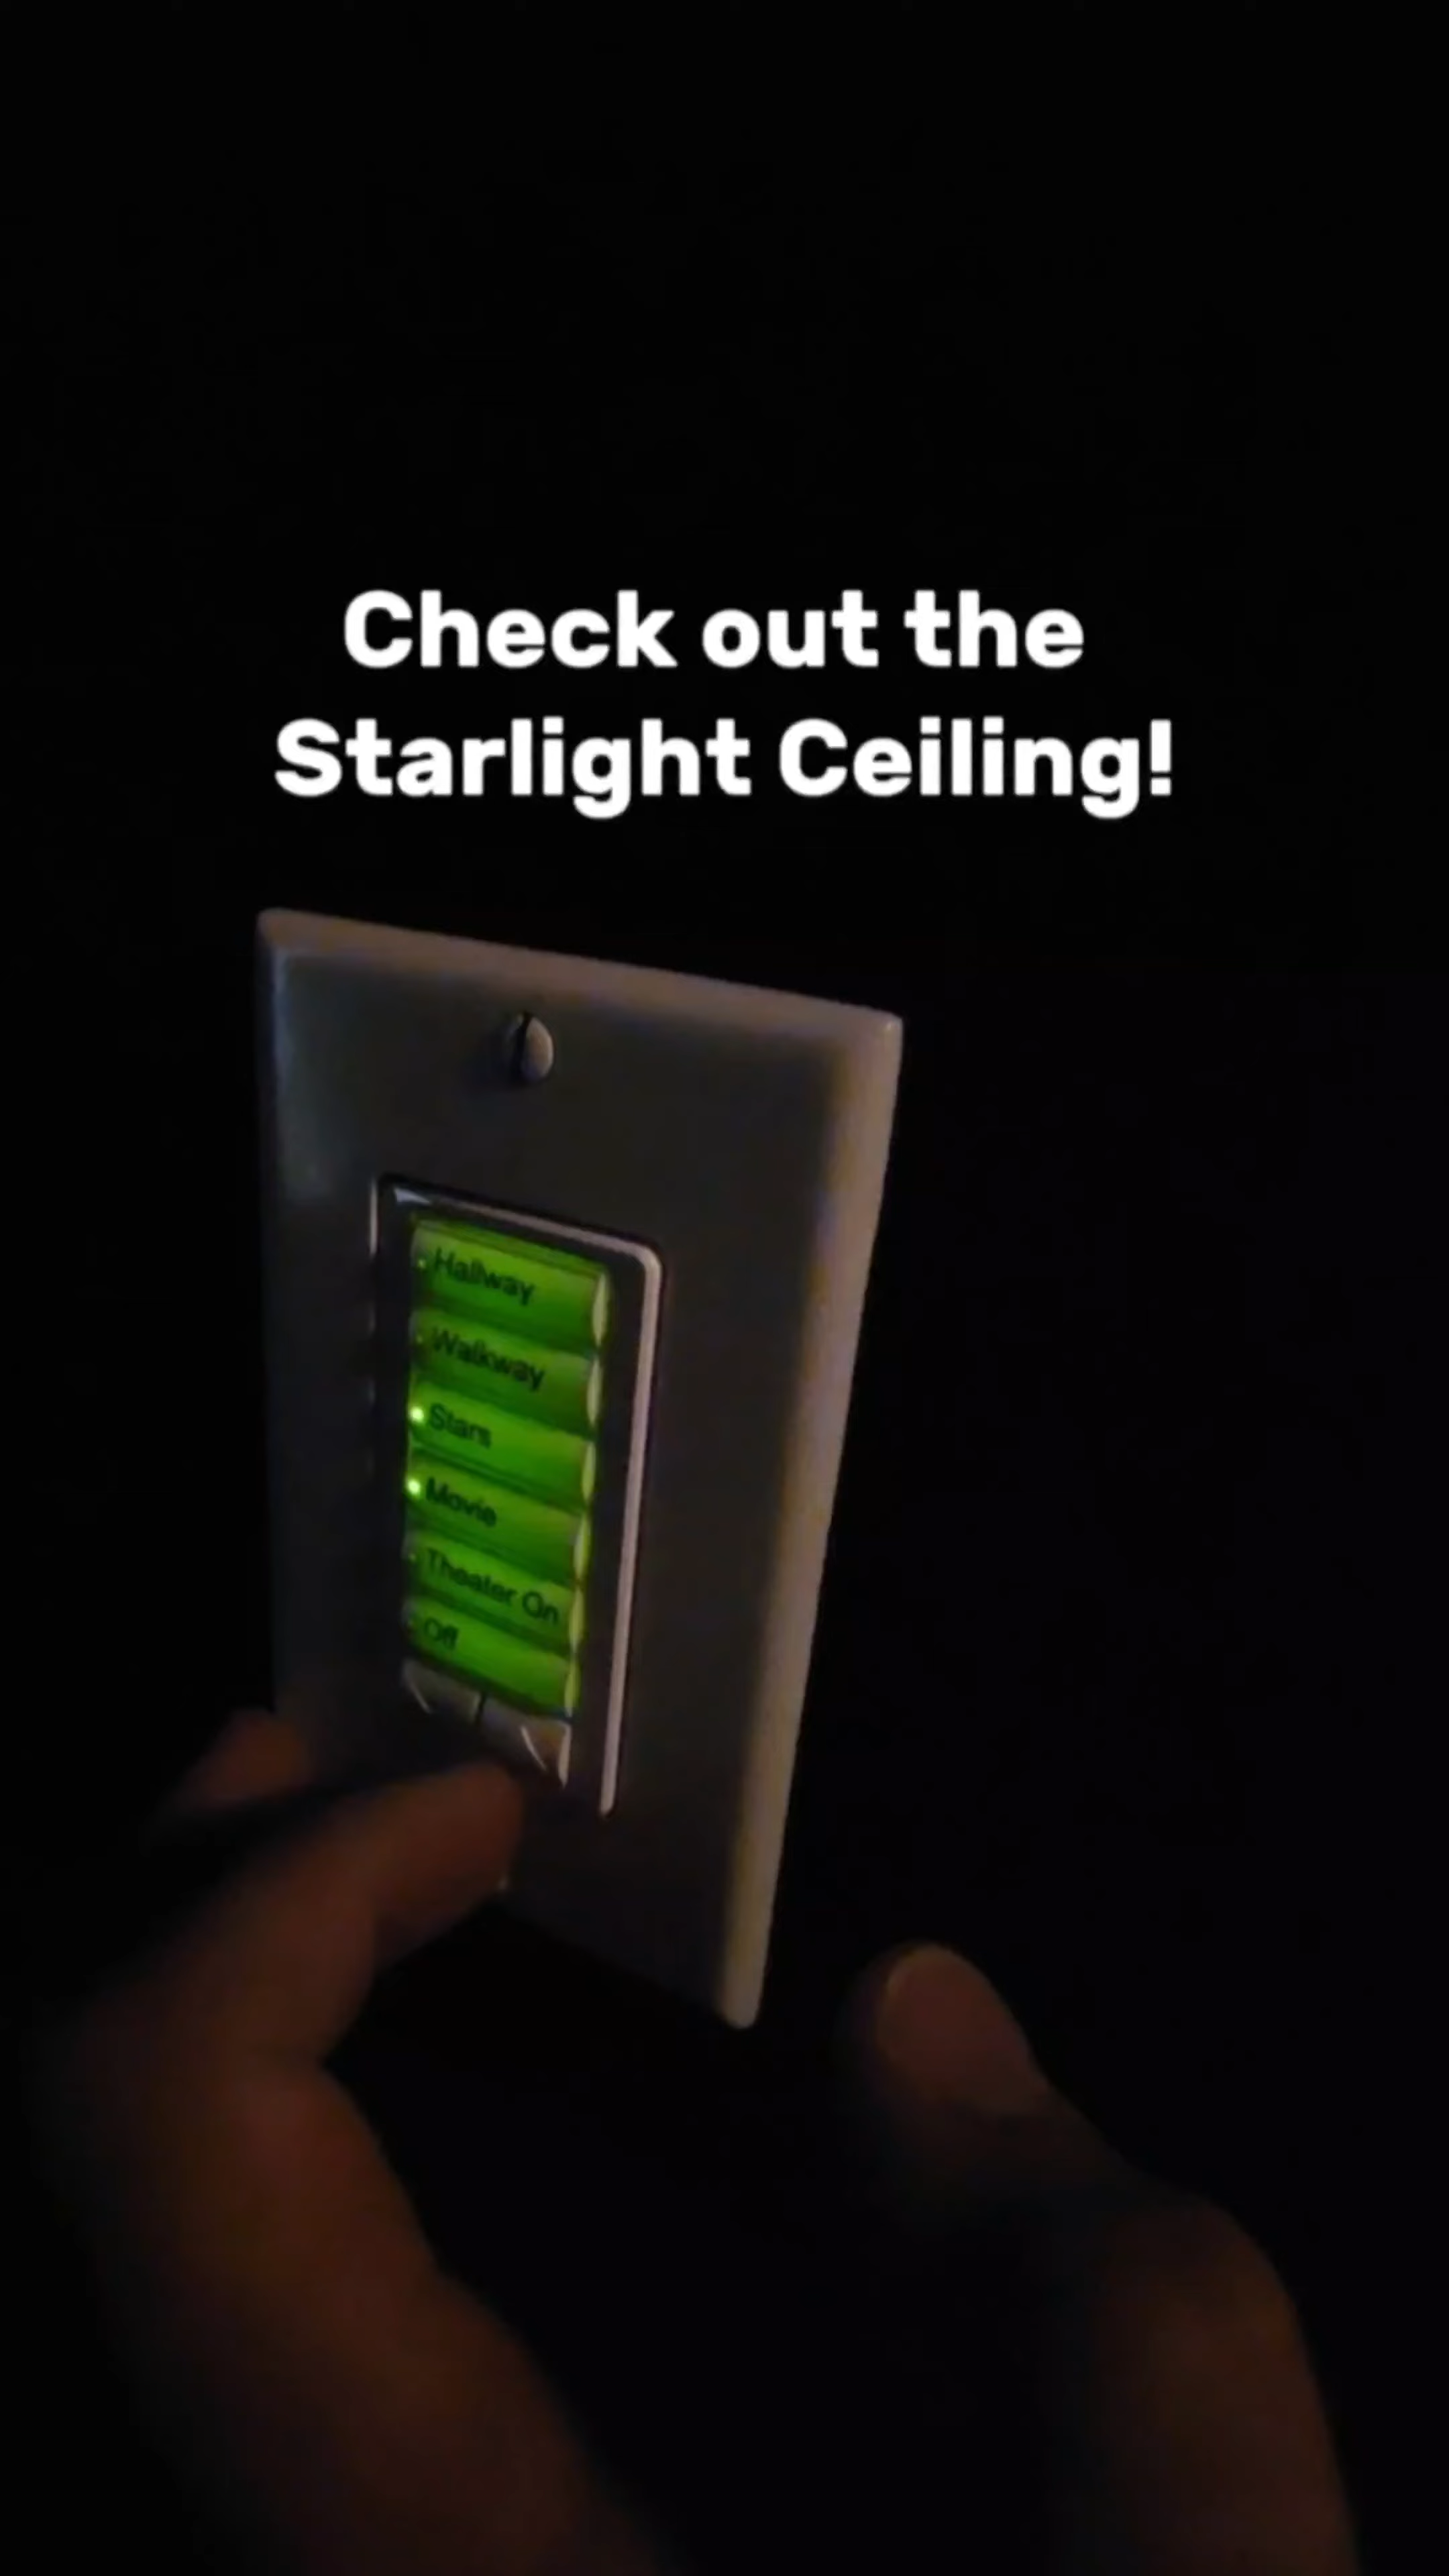 Check out the
Starlight Ceiling!
Hallway
Walkway
Stars
Movie
Theater On
Off